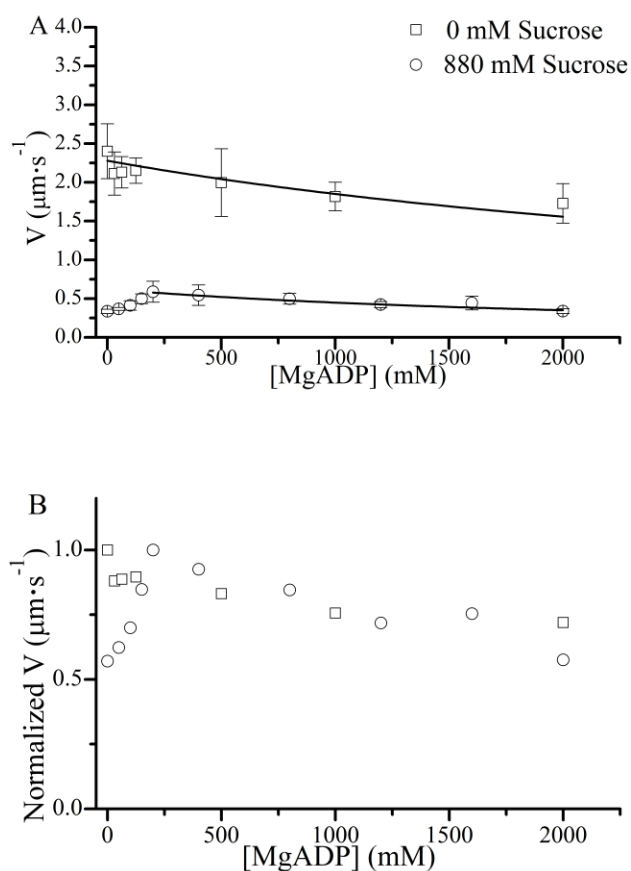 A
0 mM Sucrose
880 mM Sucrose
4.0
3.5
3.0
2.5
2.0
1.5
1.0
0.5
0.0
V (μm·s⁻¹)
0 500 1000 1500 2000
[MgADP] (mM)
B
1.0
0.5
0.0
Normalized V (μm·s⁻¹)
0 500 1000 1500 2000
[MgADP] (mM)